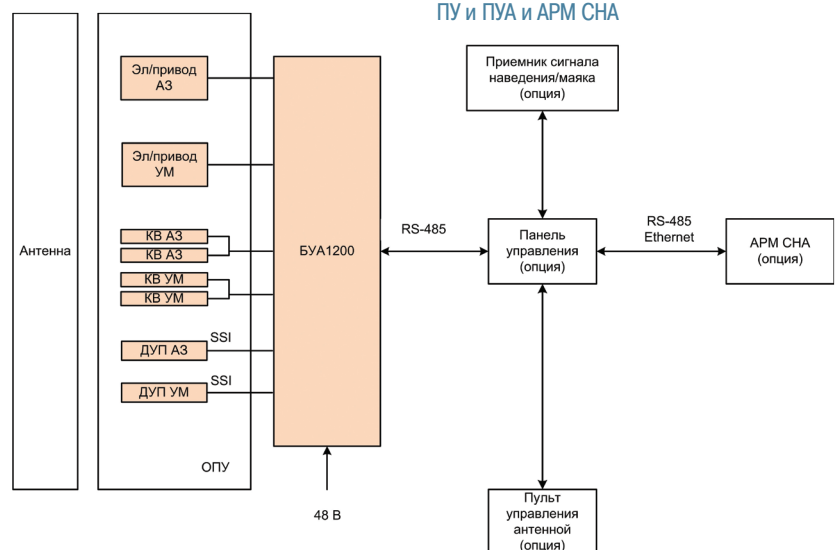 ПУ и ПУА и АРМ СНА
Эл/привод
АЗ
Приемник сигнала
наведения/маяка
(опция)
Эл/привод
УМ
Антенна
КВ АЗ
КВ АЗ
КВ УМ
КВ УМ
БУА1200
RS-485
Панель
управления
(опция)
RS-485
Ethernet
АРМ СНА
(опция)
SSI
ДУП АЗ
SSI
ДУП УМ
ОПУ
48 В
Пульт
управления
антенной
(опция)